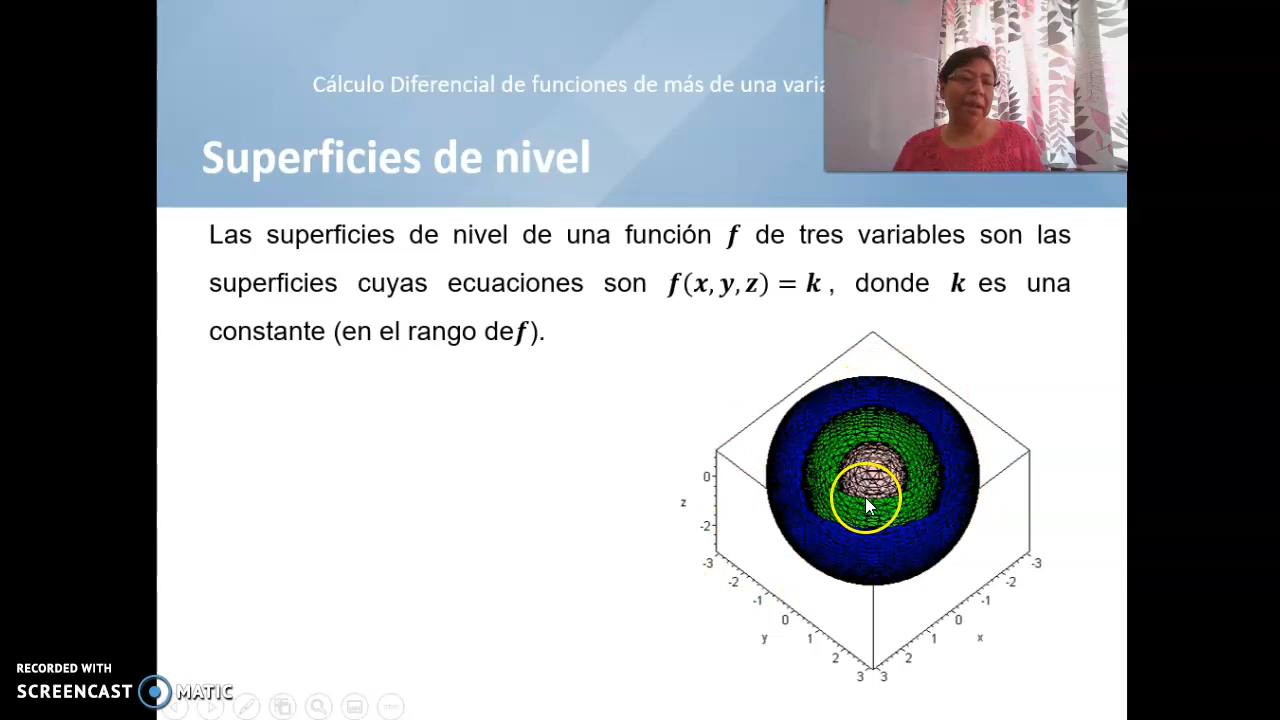 Cálculo Diferencial de funciones de más de una varia
Superficies de nivel
Las superficies de nivel de una función f de tres variables son las
superficies cuyas ecuaciones son f(x, y, z) = k , donde k es una
constante (en el rango def).
0
z
-2
-3
-3
-2
-2
-1
-1
0
0
y
1
1
x
2
2
3
3
RECORDED WITH
SCREENCAST MATIC